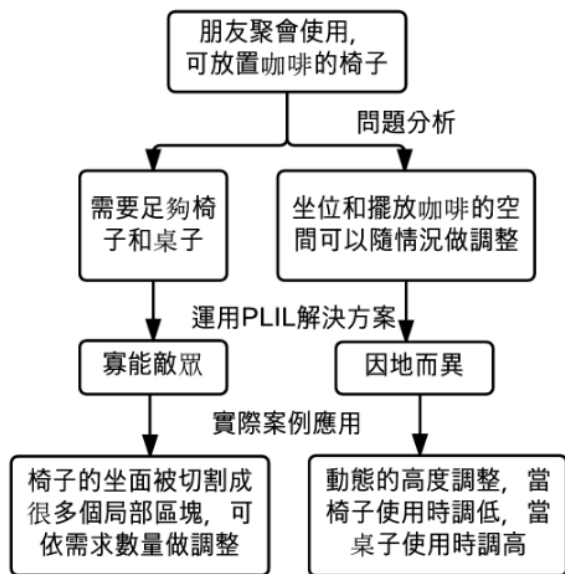 朋友聚會使用,
可放置咖啡的椅子
問題分析
需要足夠椅
子和桌子
坐位和擺放咖啡的空
間可以隨情況做調整
運用PLIL解決方案
寡能敵眾
因地而異
實際案例應用
椅子的坐面被切割成
很多個局部區塊, 可
依需求數量做調整
動態的高度調整, 當
椅子使用時調低, 當
桌子使用時調高